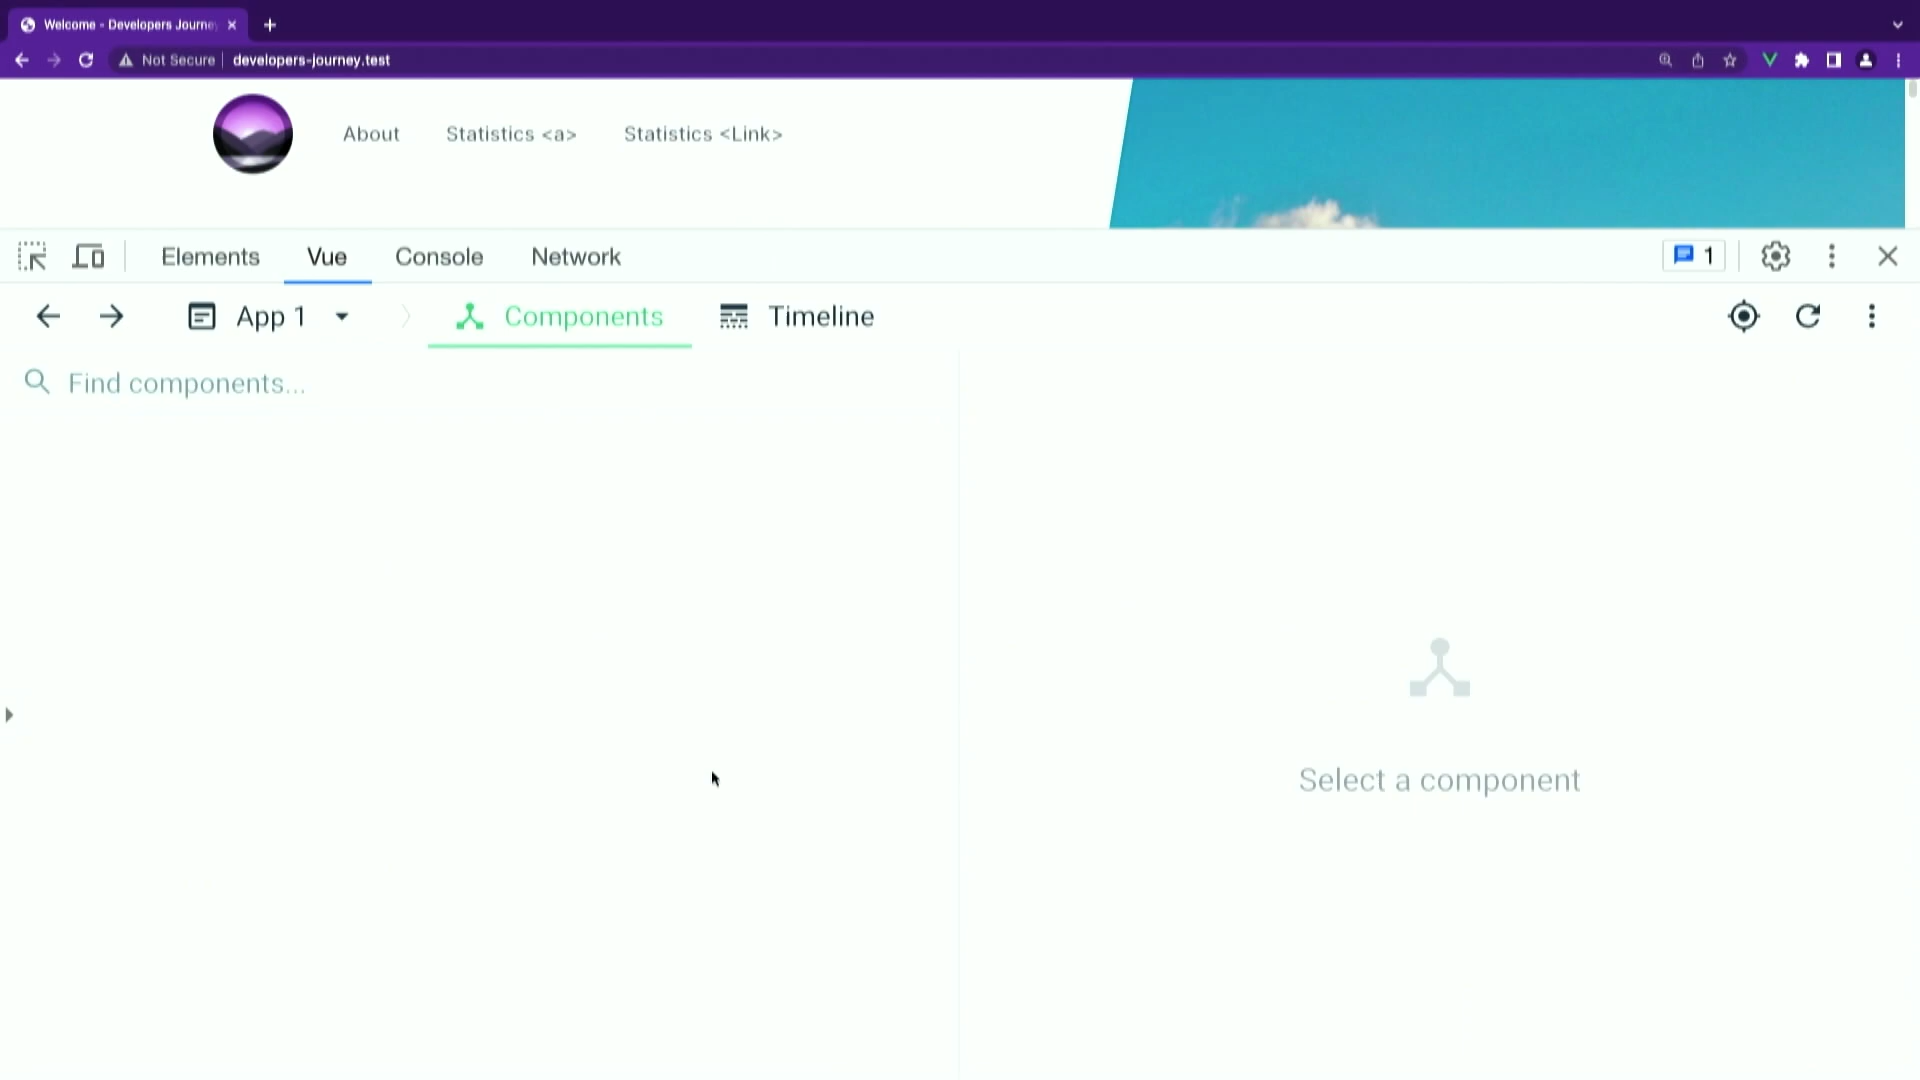 Welcome - Developers Journe
Not Secure developers-journey.test
About Statistics <a> Statistics <Link>
Elements Vue Console Network 1
App 1 Components Timeline
Find components...
Select a component